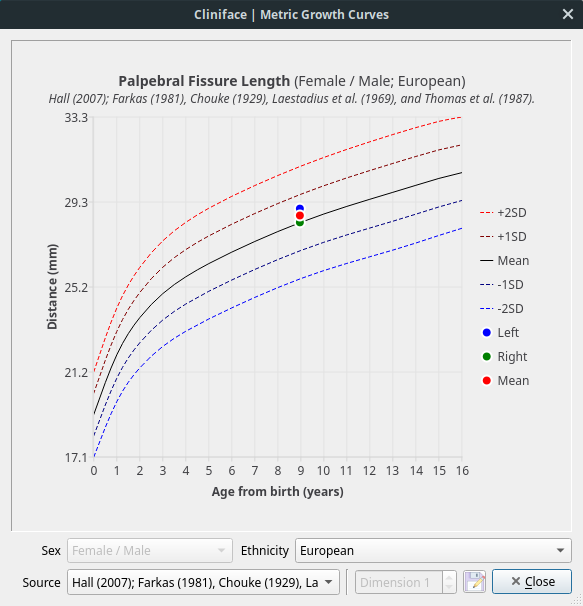 Cliniface | Metric Growth Curves
Palpebral Fissure Length (Female / Male; European)
Hall (2007); Farkas (1981), Chouke (1929), Laestadius et al. (1969), and Thomas et al. (1987).
33.3
29.3
25.2
21.2
17.1
Distance (mm)
0 1 2 3 4 5 6 7 8 9 10 11 12 13 14 15 16
Age from birth (years)
+2SD
+1SD
Mean
-1SD
-2SD
Left
Right
Mean
Sex Female / Male Ethnicity European
Source Hall (2007); Farkas (1981), Chouke (1929), La Dimension 1 Close